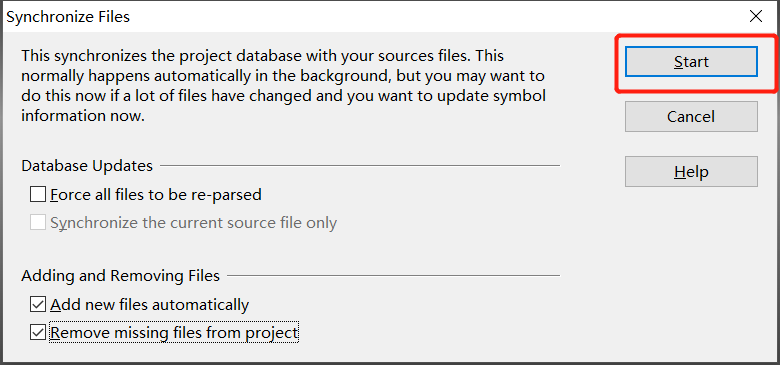 Synchronize Files
This synchronizes the project database with your sources files. This
normally happens automatically in the background, but you may want to
do this now if a lot of files have changed and you want to update symbol
information now.
Start
Cancel
Help
Database Updates
Force all files to be re-parsed
Synchronize the current source file only
Adding and Removing Files
Add new files automatically
Remove missing files from project